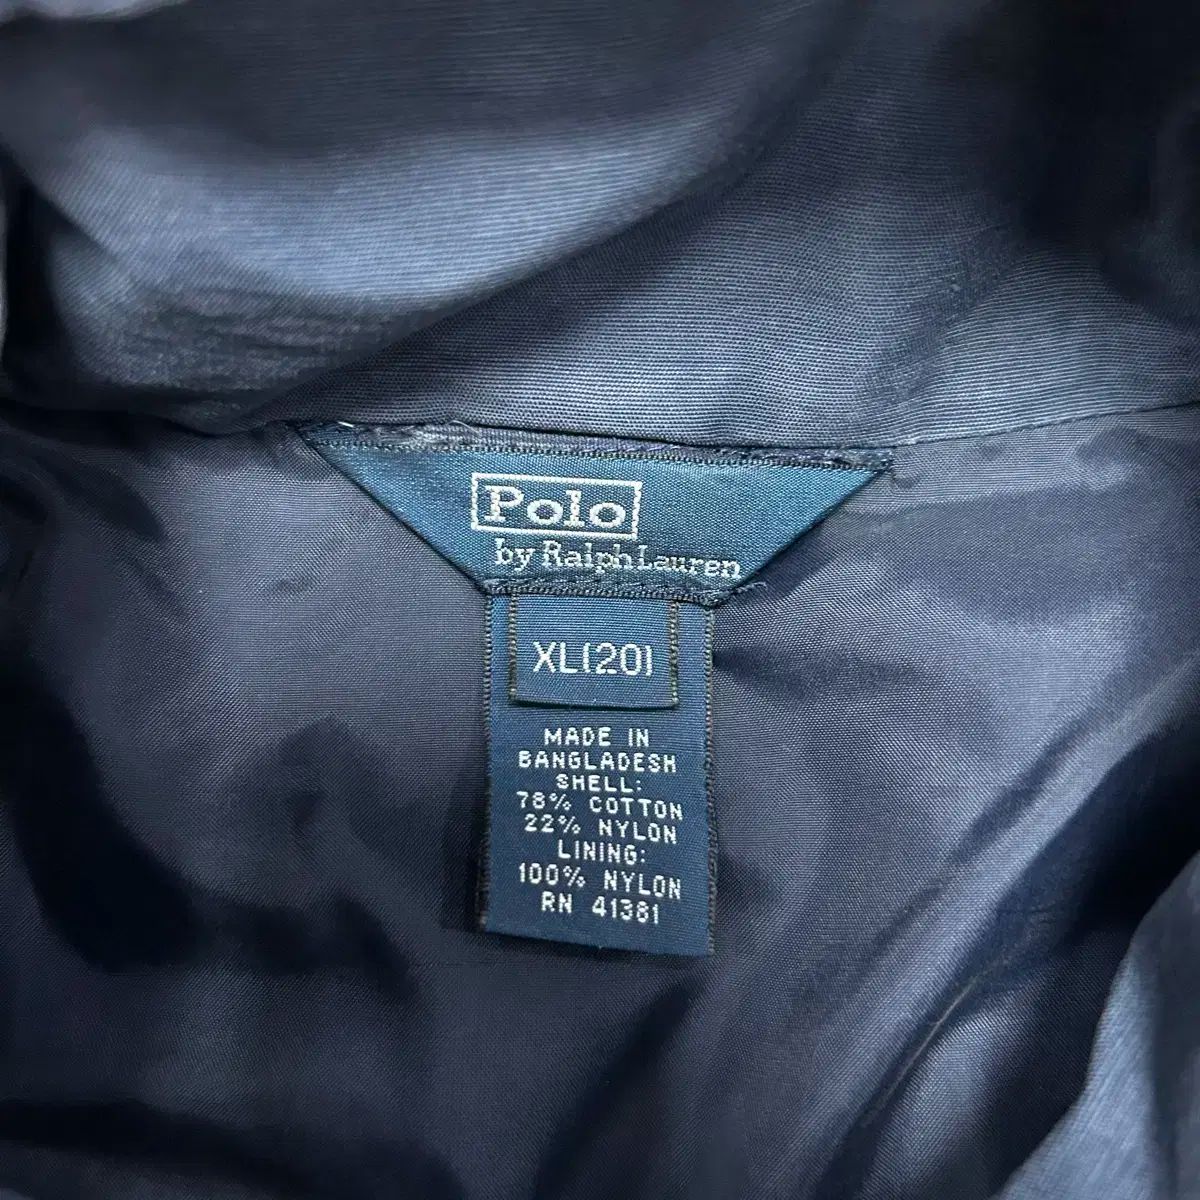 Polo
by Ralph Lauren
XL(20)
MADE IN
BANGLADESH
SHELL:
78% COTTON
22% NYLON
LINING:
100% NYLON
RN 41381